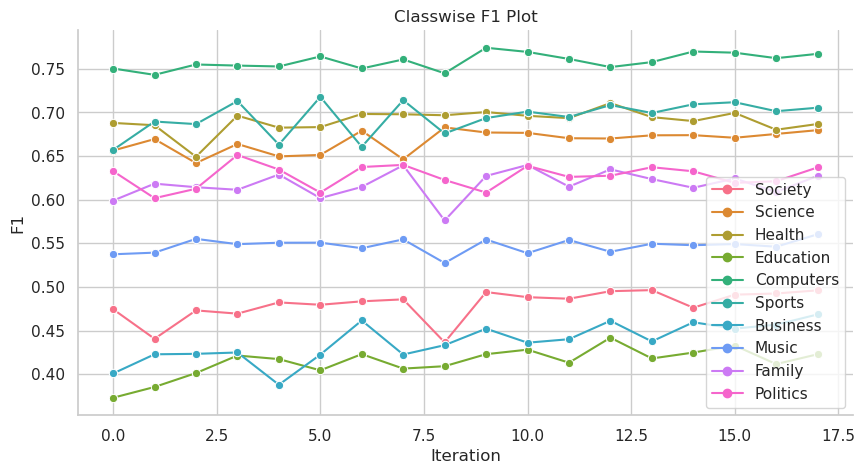 Classwise F1 Plot
F1
0.75
0.70
0.65
0.60
0.55
0.50
0.45
0.40
0.0 2.5 5.0 7.5 10.0 12.5 15.0 17.5
Iteration
Society
Science
Health
Education
Computers
Sports
Business
Music
Family
Politics